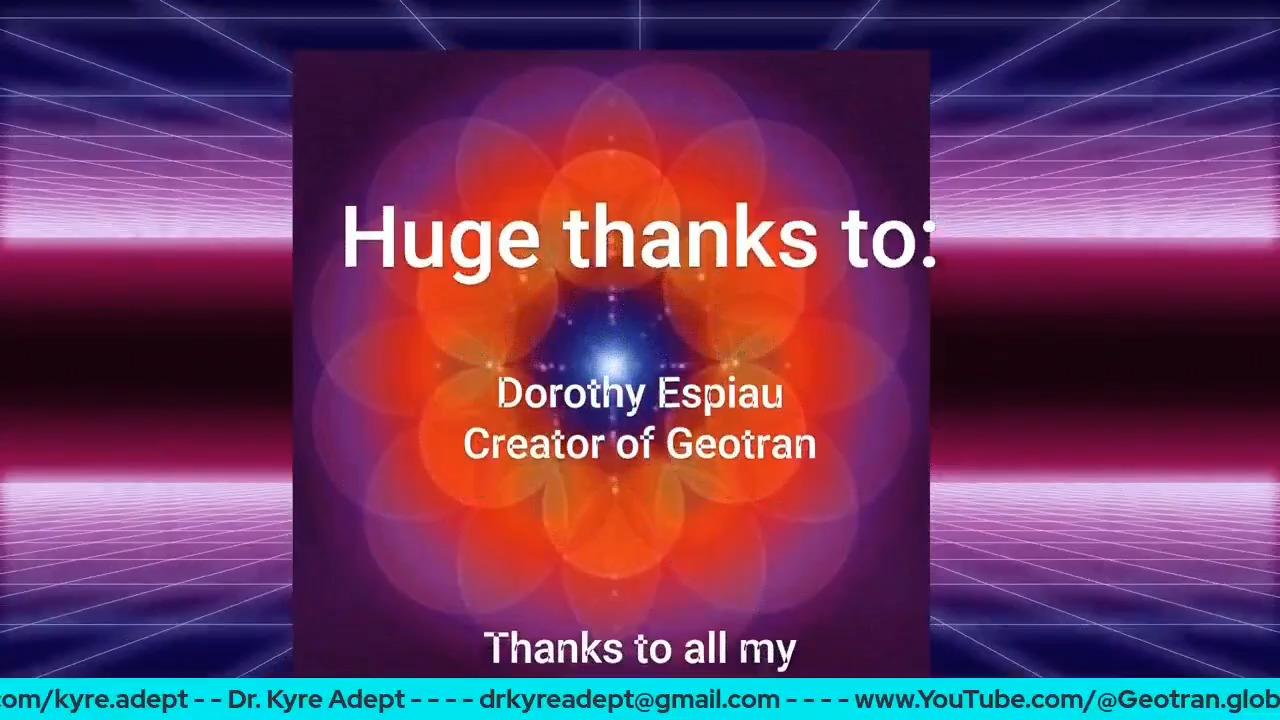 Huge thanks to:
Dorothy Espiau
Creator of Geotran
Thanks to all my
com/kyre.adept - - Dr. Kyre Adept - - - - drkyreadept@gmail.com - - - - www.YouTube.com/@Geotran.glob